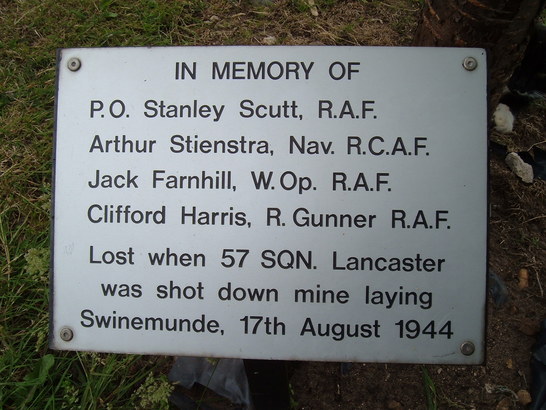 IN MEMORY OF
P.O. Stanley Scutt, R.A.F.
Arthur Stienstra, Nav. R.C.A.F.
Jack Farnhill, W.Op. R.A.F.
Clifford Harris, R. Gunner R.A.F.
Lost when 57 SQN. Lancaster
was shot down mine laying
Swinemunde, 17th August 1944